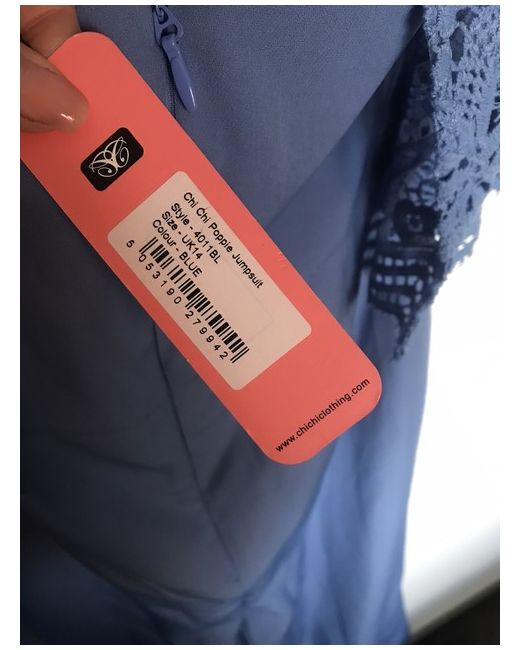 Chi Chi Poppie Jumpsuit
Style - 4011BL
Size - UK14
Colour - BLUE
5 053190 279942
www.chichiclothing.com